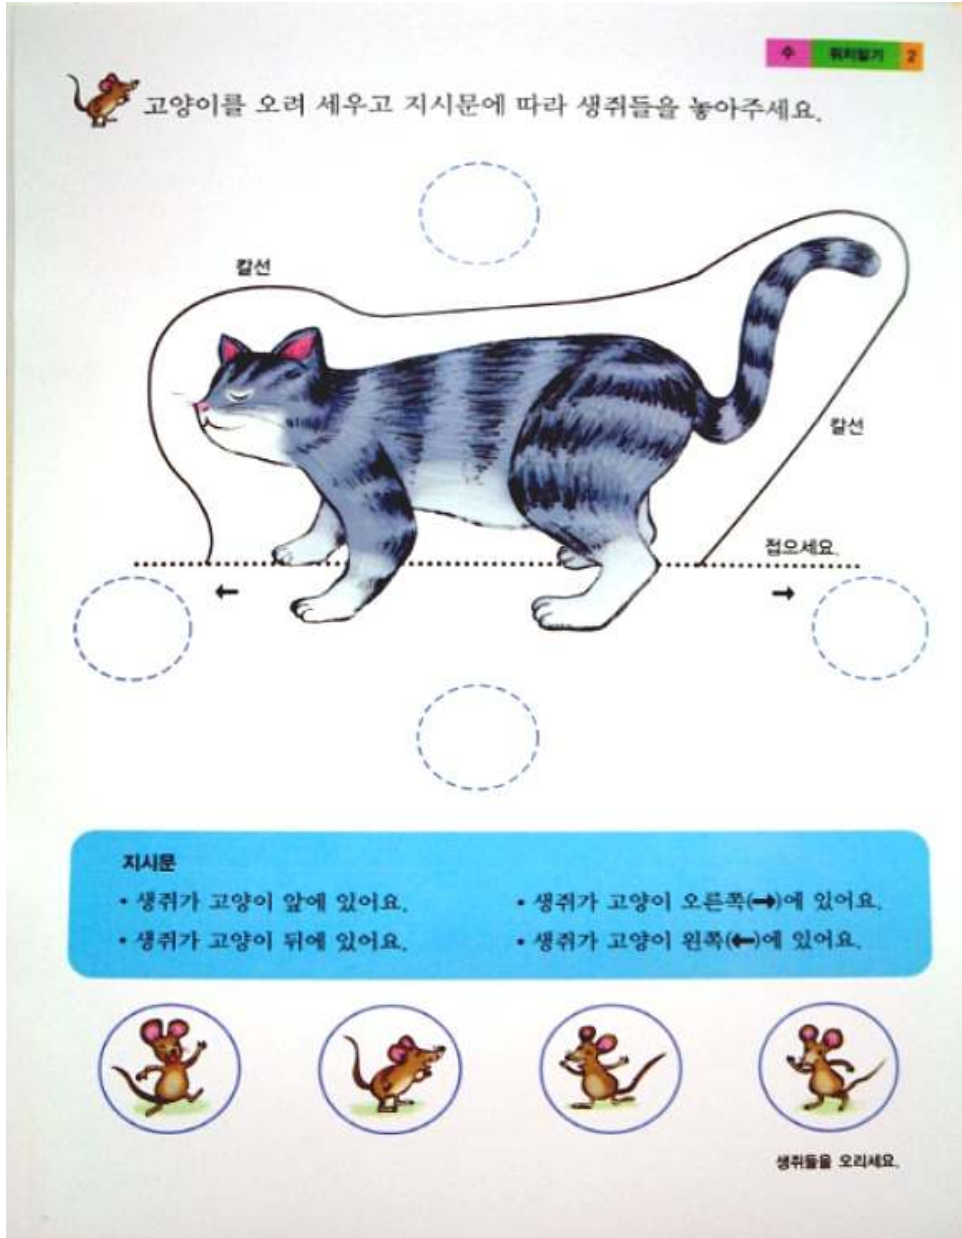 수 위치알기 2
고양이를 오려 세우고 지시문에 따라 생쥐들을 놓아주세요.
칼선
칼선
접으세요.
←
→
지시문
• 생쥐가 고양이 앞에 있어요.
• 생쥐가 고양이 뒤에 있어요.
• 생쥐가 고양이 오른쪽(→)에 있어요.
• 생쥐가 고양이 왼쪽(←)에 있어요.
생쥐들을 오리세요.